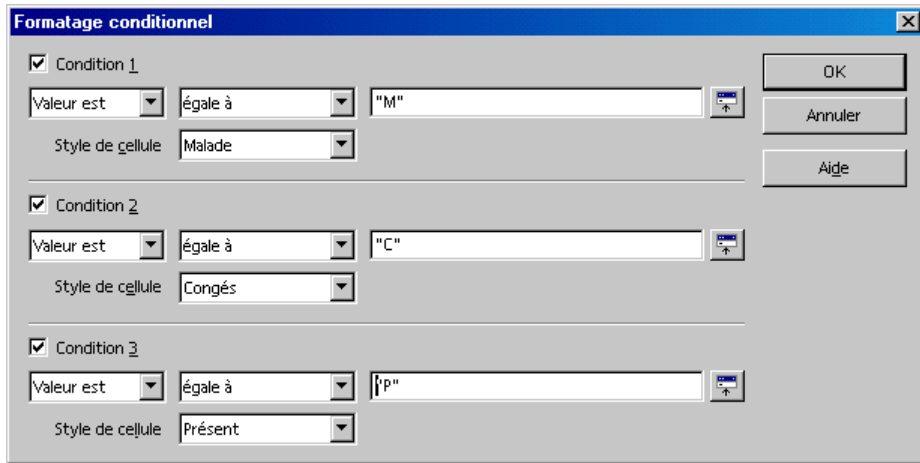 Formatage conditionnel
Condition 1
OK
Valeur est égale à "M"
Annuler
Style de cellule Malade
Aide
Condition 2
Valeur est égale à "C"
Style de cellule Congés
Condition 3
Valeur est égale à "P"
Style de cellule Présent